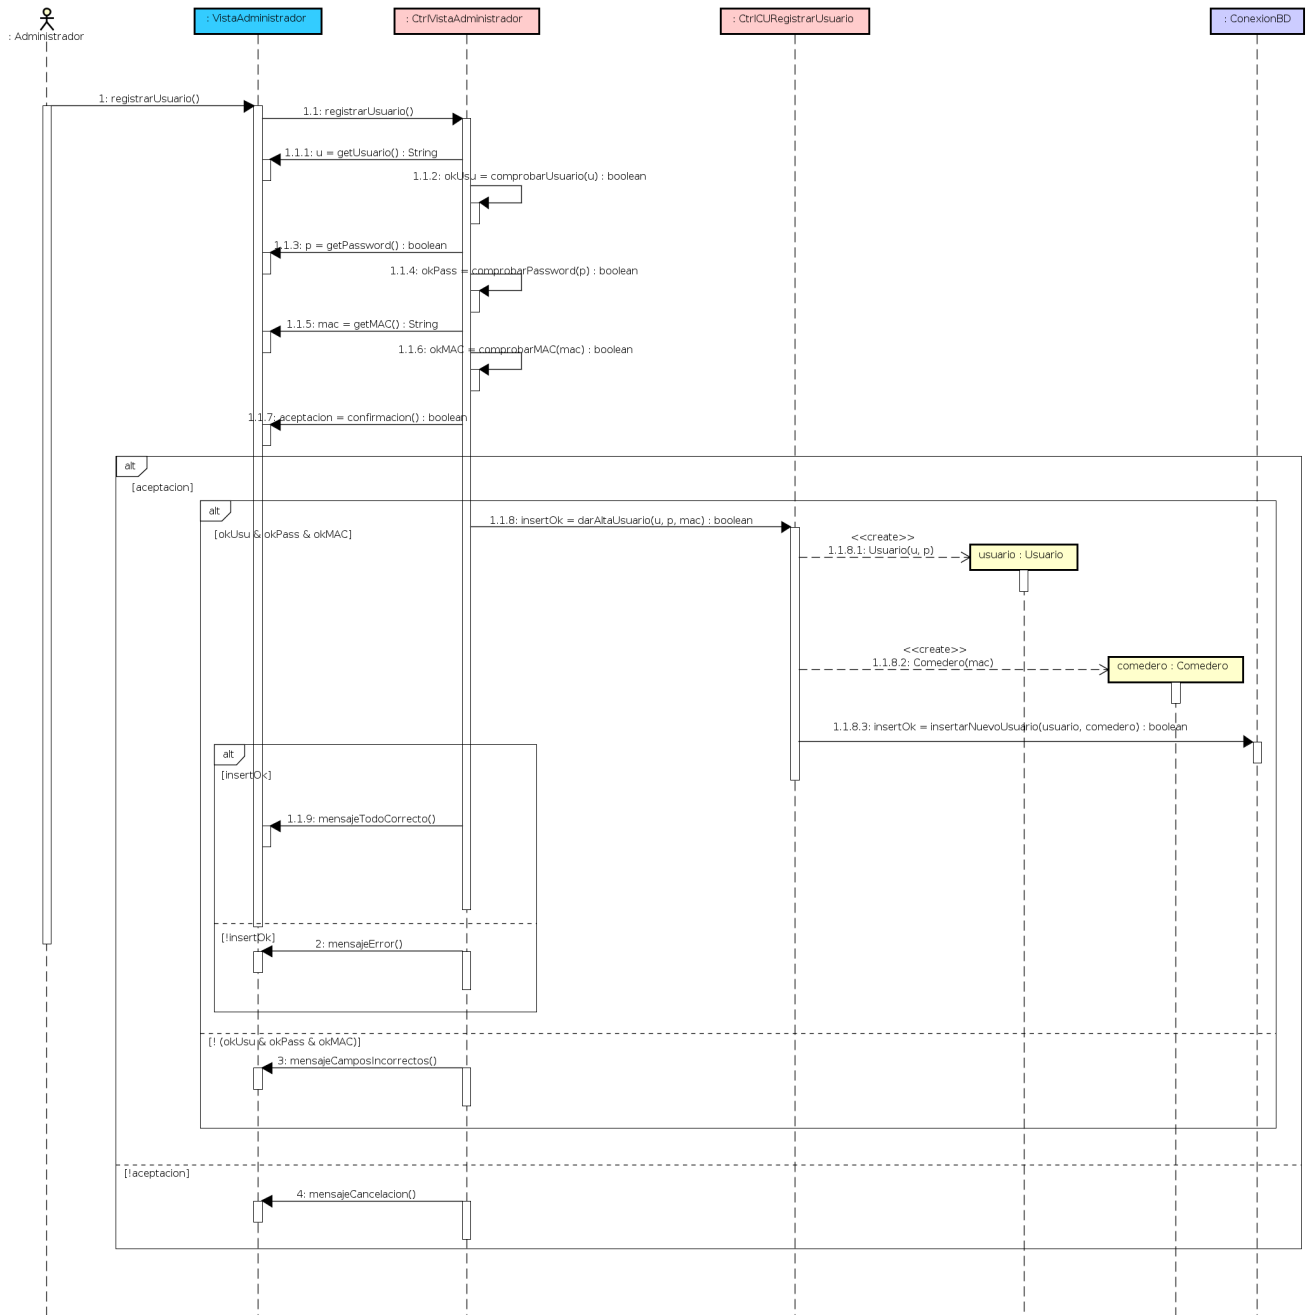 : Administrador
: VistaAdministrador
: CtrlVistaAdministrador
: CtrlCURegistrarUsuario
: ConexionBD
1: registrarUsuario()
1.1: registrarUsuario()
1.1.1: u = getUsuario() : String
1.1.2: okUsu = comprobarUsuario(u) : boolean
1.1.3: p = getPassword() : boolean
1.1.4: okPass = comprobarPassword(p) : boolean
1.1.5: mac = getMAC() : String
1.1.6: okMAC = comprobarMAC(mac) : boolean
1.1.7: aceptacion = confirmacion() : boolean
alt
[aceptacion]
alt
[okUsu & okPass & okMAC]
1.1.8: insertOk = darAltaUsuario(u, p, mac) : boolean
<<create>>
1.1.8.1: Usuario(u, p)
usuario : Usuario
<<create>>
1.1.8.2: Comedero(mac)
comedero : Comedero
1.1.8.3: insertOk = insertarNuevoUsuario(usuario, comedero) : boolean
alt
[insertOk]
1.1.9: mensajeTodoCorrecto()
[!insertOk]
2: mensajeError()
[! (okUsu & okPass & okMAC)]
3: mensajeCamposIncorrectos()
[!aceptacion]
4: mensajeCancelacion()